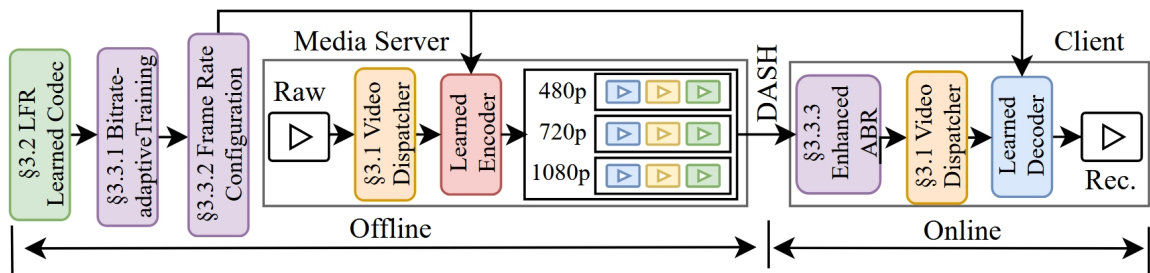 §3.2 LFR
Learned Codec
§3.3.1 Bitrate-
adaptiveTraining
§3.3.2 Frame Rate
Configuration
Media Server
Raw
§3.1 Video
Dispatcher
Learned
Encoder
480p
720p
1080p
DASH
Client
§3.3.3
Enhanced
ABR
§3.1 Video
Dispatcher
Learned
Decoder
Rec.
Offline
Online